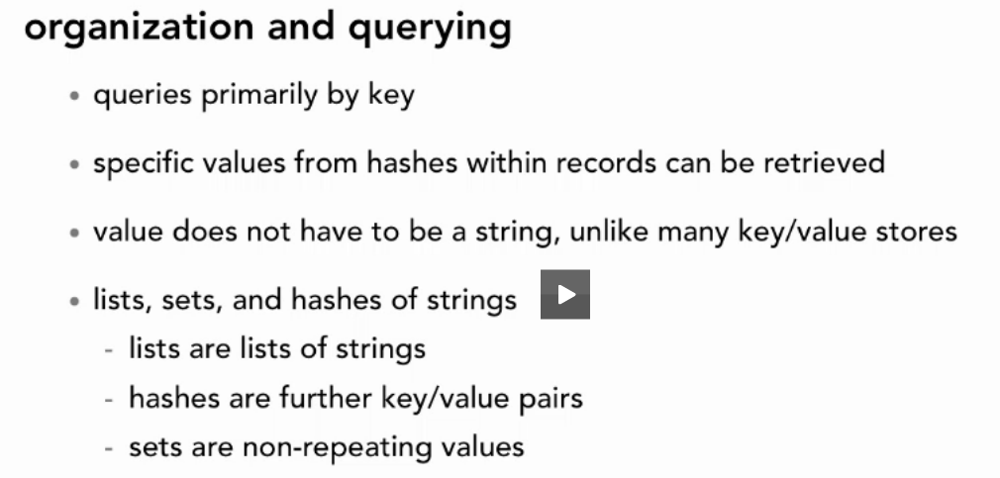 organization and querying
• queries primarily by key
• specific values from hashes within records can be retrieved
• value does not have to be a string, unlike many key/value stores
• lists, sets, and hashes of strings
- lists are lists of strings
- hashes are further key/value pairs
- sets are non-repeating values